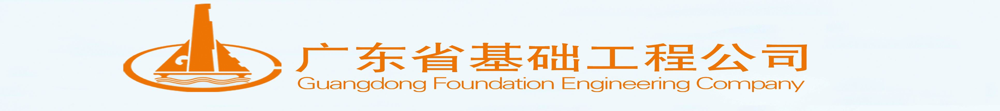 广东省基础工程公司
Guangdong Foundation Engineering Company